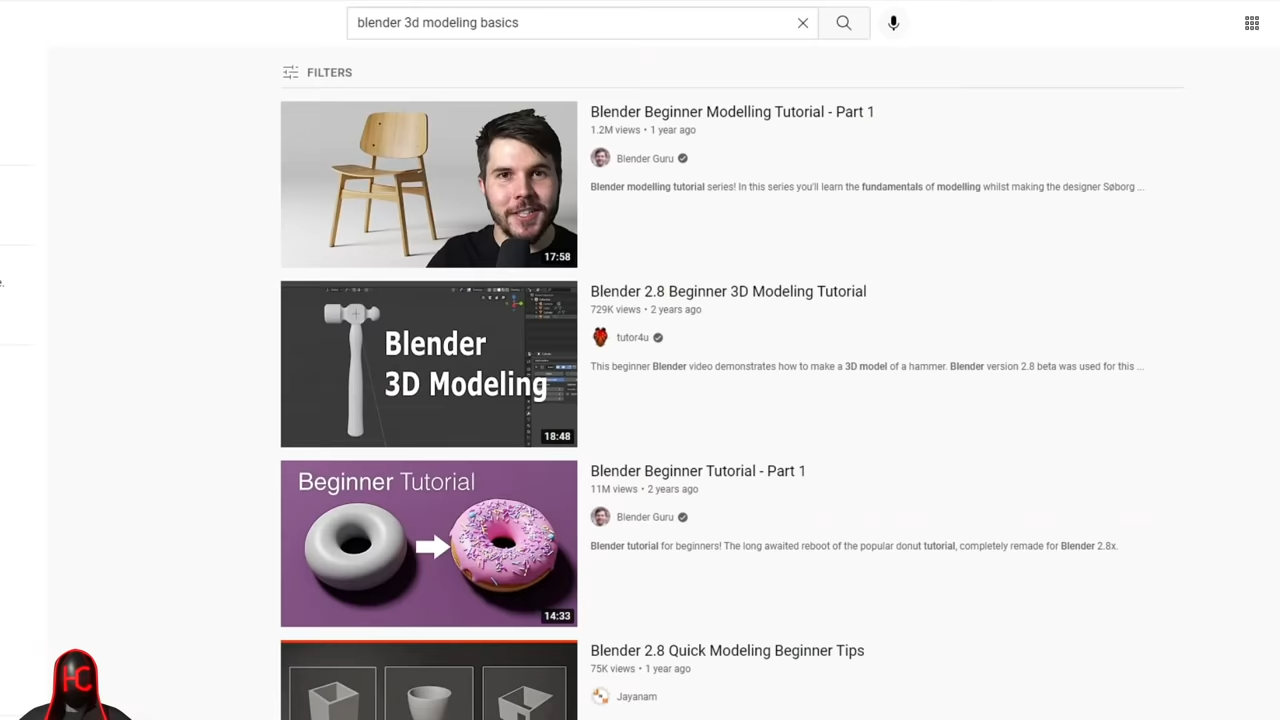 blender 3d modeling basics
FILTERS
17:58
Blender Beginner Modelling Tutorial - Part 1
1.2M views • 1 year ago
Blender Guru
Blender modelling tutorial series! In this series you'll learn the fundamentals of modelling whilst making the designer Søborg ...
Blender
3D Modeling
18:48
Blender 2.8 Beginner 3D Modeling Tutorial
729K views • 2 years ago
tutor4u
This beginner Blender video demonstrates how to make a 3D model of a hammer. Blender version 2.8 beta was used for this ...
e.
Beginner Tutorial
14:33
Blender Beginner Tutorial - Part 1
11M views • 2 years ago
Blender Guru
Blender tutorial for beginners! The long awaited reboot of the popular donut tutorial, completely remade for Blender 2.8x.
Blender 2.8 Quick Modeling Beginner Tips
75K views • 1 year ago
Jayanam
HC